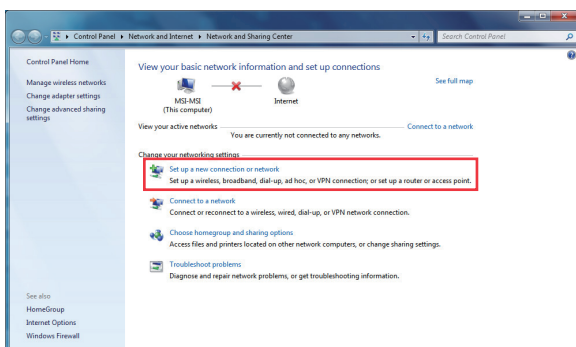 Control Panel ▸ Network and Internet ▸ Network and Sharing Center
Search Control Panel
Control Panel Home
Manage wireless networks
Change adapter settings
Change advanced sharing
settings
See also
HomeGroup
Internet Options
Windows Firewall
View your basic network information and set up connections
See full map
MSI-MSI
(This computer)
Internet
View your active networks
Connect to a network
You are currently not connected to any networks.
Change your networking settings
Set up a new connection or network
Set up a wireless, broadband, dial-up, ad hoc, or VPN connection; or set up a router or access point.
Connect to a network
Connect or reconnect to a wireless, wired, dial-up, or VPN network connection.
Choose homegroup and sharing options
Access files and printers located on other network computers, or change sharing settings.
Troubleshoot problems
Diagnose and repair network problems, or get troubleshooting information.